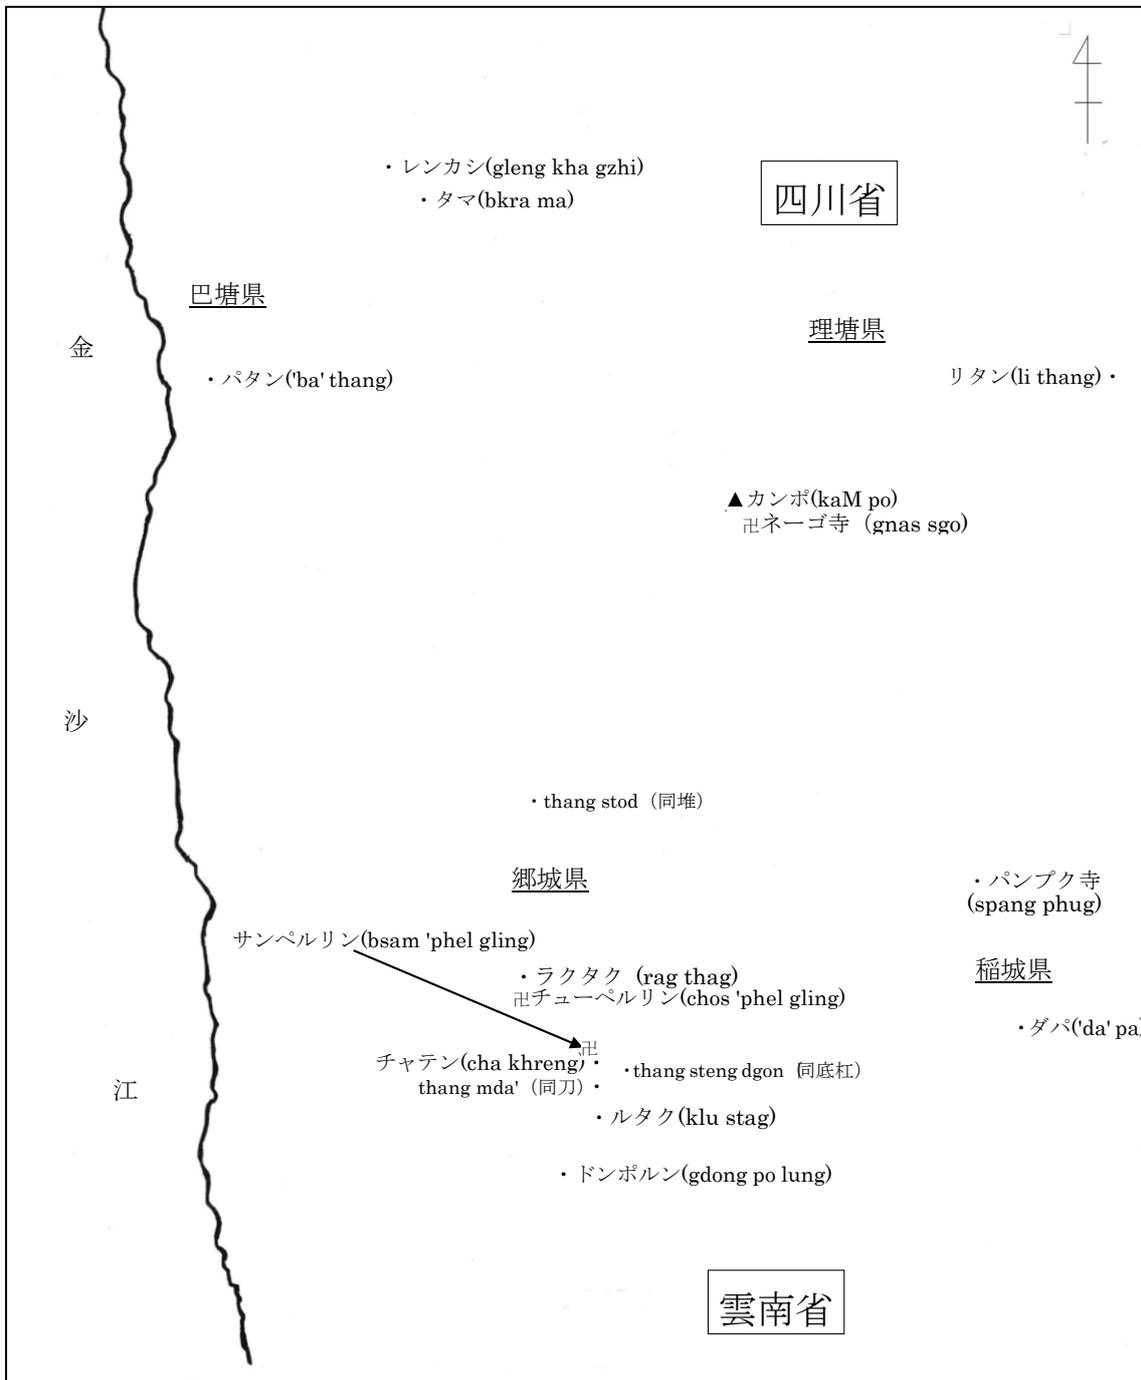 ・レンカシ(gleng kha gzhi)
・タマ(bkra ma)
四川省
巴塘県
理塘県
金
・パタン('ba' thang)
リタン(li thang)・
▲カンポ(kaM po)
卍ネーゴ寺（gnas sgo)
沙
・thang stod（同堆）
郷城県
・パンプク寺
(spang phug)
サンペルリン(bsam 'phel gling)
稲城県
・ラクタク (rag thag)
卍チューペルリン(chos 'phel gling)
・ダパ('da' pa)
卍
チャテン(cha khreng)・
・thang steng dgon（同底杠）
thang mda'（同刀）・
江
・ルタク(klu stag)
・ドンポルン(gdong po lung)
雲南省